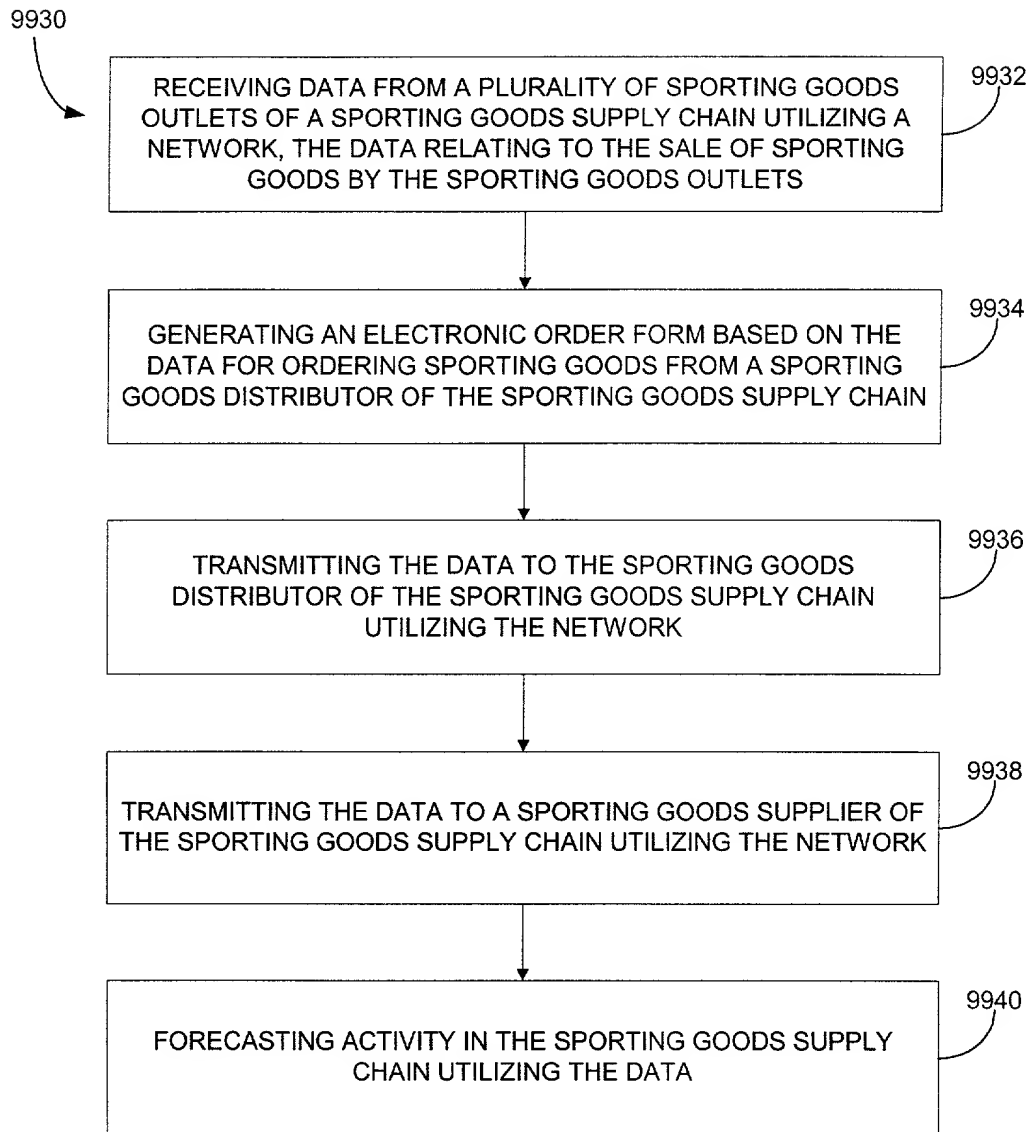 9930
RECEIVING DATA FROM A PLURALITY OF SPORTING GOODS
OUTLETS OF A SPORTING GOODS SUPPLY CHAIN UTILIZING A
NETWORK, THE DATA RELATING TO THE SALE OF SPORTING
GOODS BY THE SPORTING GOODS OUTLETS
9932
GENERATING AN ELECTRONIC ORDER FORM BASED ON THE
DATA FOR ORDERING SPORTING GOODS FROM A SPORTING
GOODS DISTRIBUTOR OF THE SPORTING GOODS SUPPLY CHAIN
9934
TRANSMITTING THE DATA TO THE SPORTING GOODS
DISTRIBUTOR OF THE SPORTING GOODS SUPPLY CHAIN
UTILIZING THE NETWORK
9936
TRANSMITTING THE DATA TO A SPORTING GOODS SUPPLIER OF
THE SPORTING GOODS SUPPLY CHAIN UTILIZING THE NETWORK
9938
FORECASTING ACTIVITY IN THE SPORTING GOODS SUPPLY
CHAIN UTILIZING THE DATA
9940